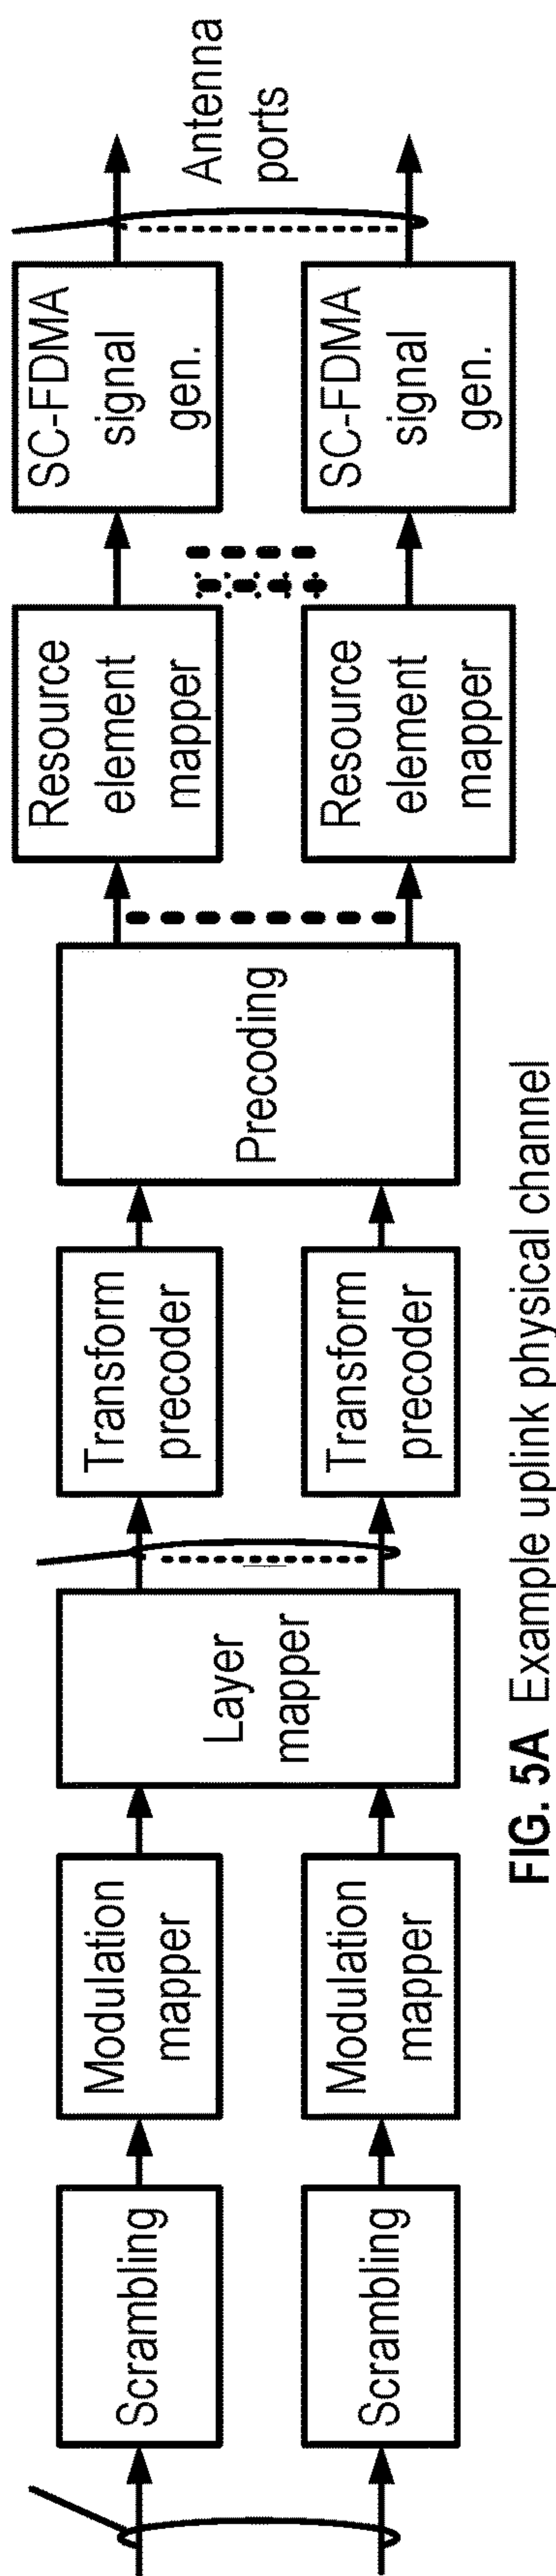 Scrambling
Modulation
mapper
Scrambling
Modulation
mapper
Layer
mapper
Transform
precoder
Transform
precoder
Precoding
Resource
element
mapper
SC-FDMA
signal
gen.
Resource
element
mapper
SC-FDMA
signal
gen.
Antenna
ports
FIG. 5A Example uplink physical channel